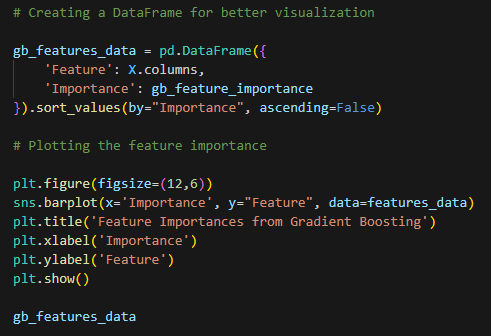 # Creating a DataFrame for better visualization
gb_features_data = pd.DataFrame({
    'Feature': X.columns,
    'Importance': gb_feature_importance
}).sort_values(by="Importance", ascending=False)
# Plotting the feature importance
plt.figure(figsize=(12,6))
sns.barplot(x='Importance', y="Feature", data=features_data)
plt.title('Feature Importances from Gradient Boosting')
plt.xlabel('Importance')
plt.ylabel('Feature')
plt.show()
gb_features_data